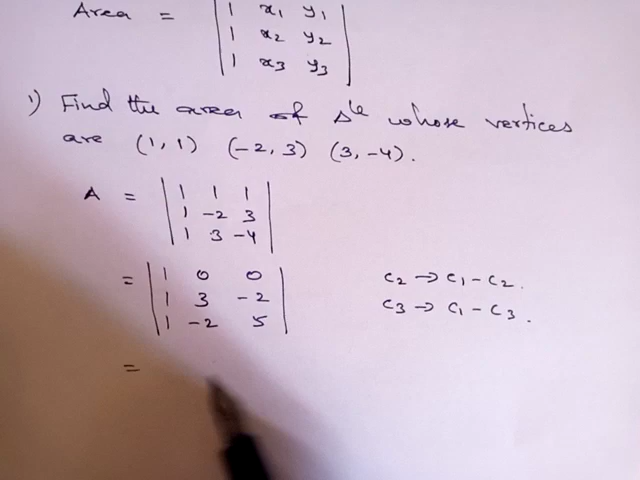 Area = | 1 x1 y1 |
| 1 x2 y2 |
| 1 x3 y3 |
1) Find the area of Δle whose vertices
are (1, 1) (-2, 3) (3, -4).
A = | 1 1 1 |
| 1 -2 3 |
| 1 3 -4 |
= | 1 0 0 | C2 → C1 - C2.
| 1 3 -2 | C3 → C1 - C3.
| 1 -2 5 |
=